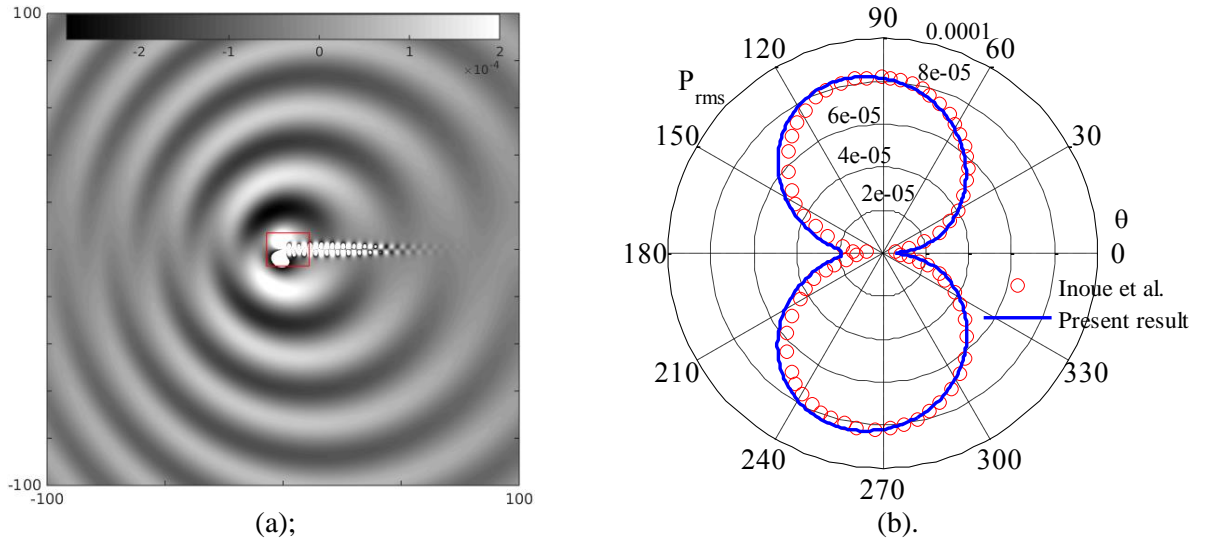 100
-2 -1 0 1 2
×10⁻⁴
-100
-100 100
(a);
90
120 0.0001 60
P_rms 8e-05
6e-05
150 30
4e-05
2e-05
θ
180 0
Inoue et al.
Present result
210 330
240 300
270
(b).